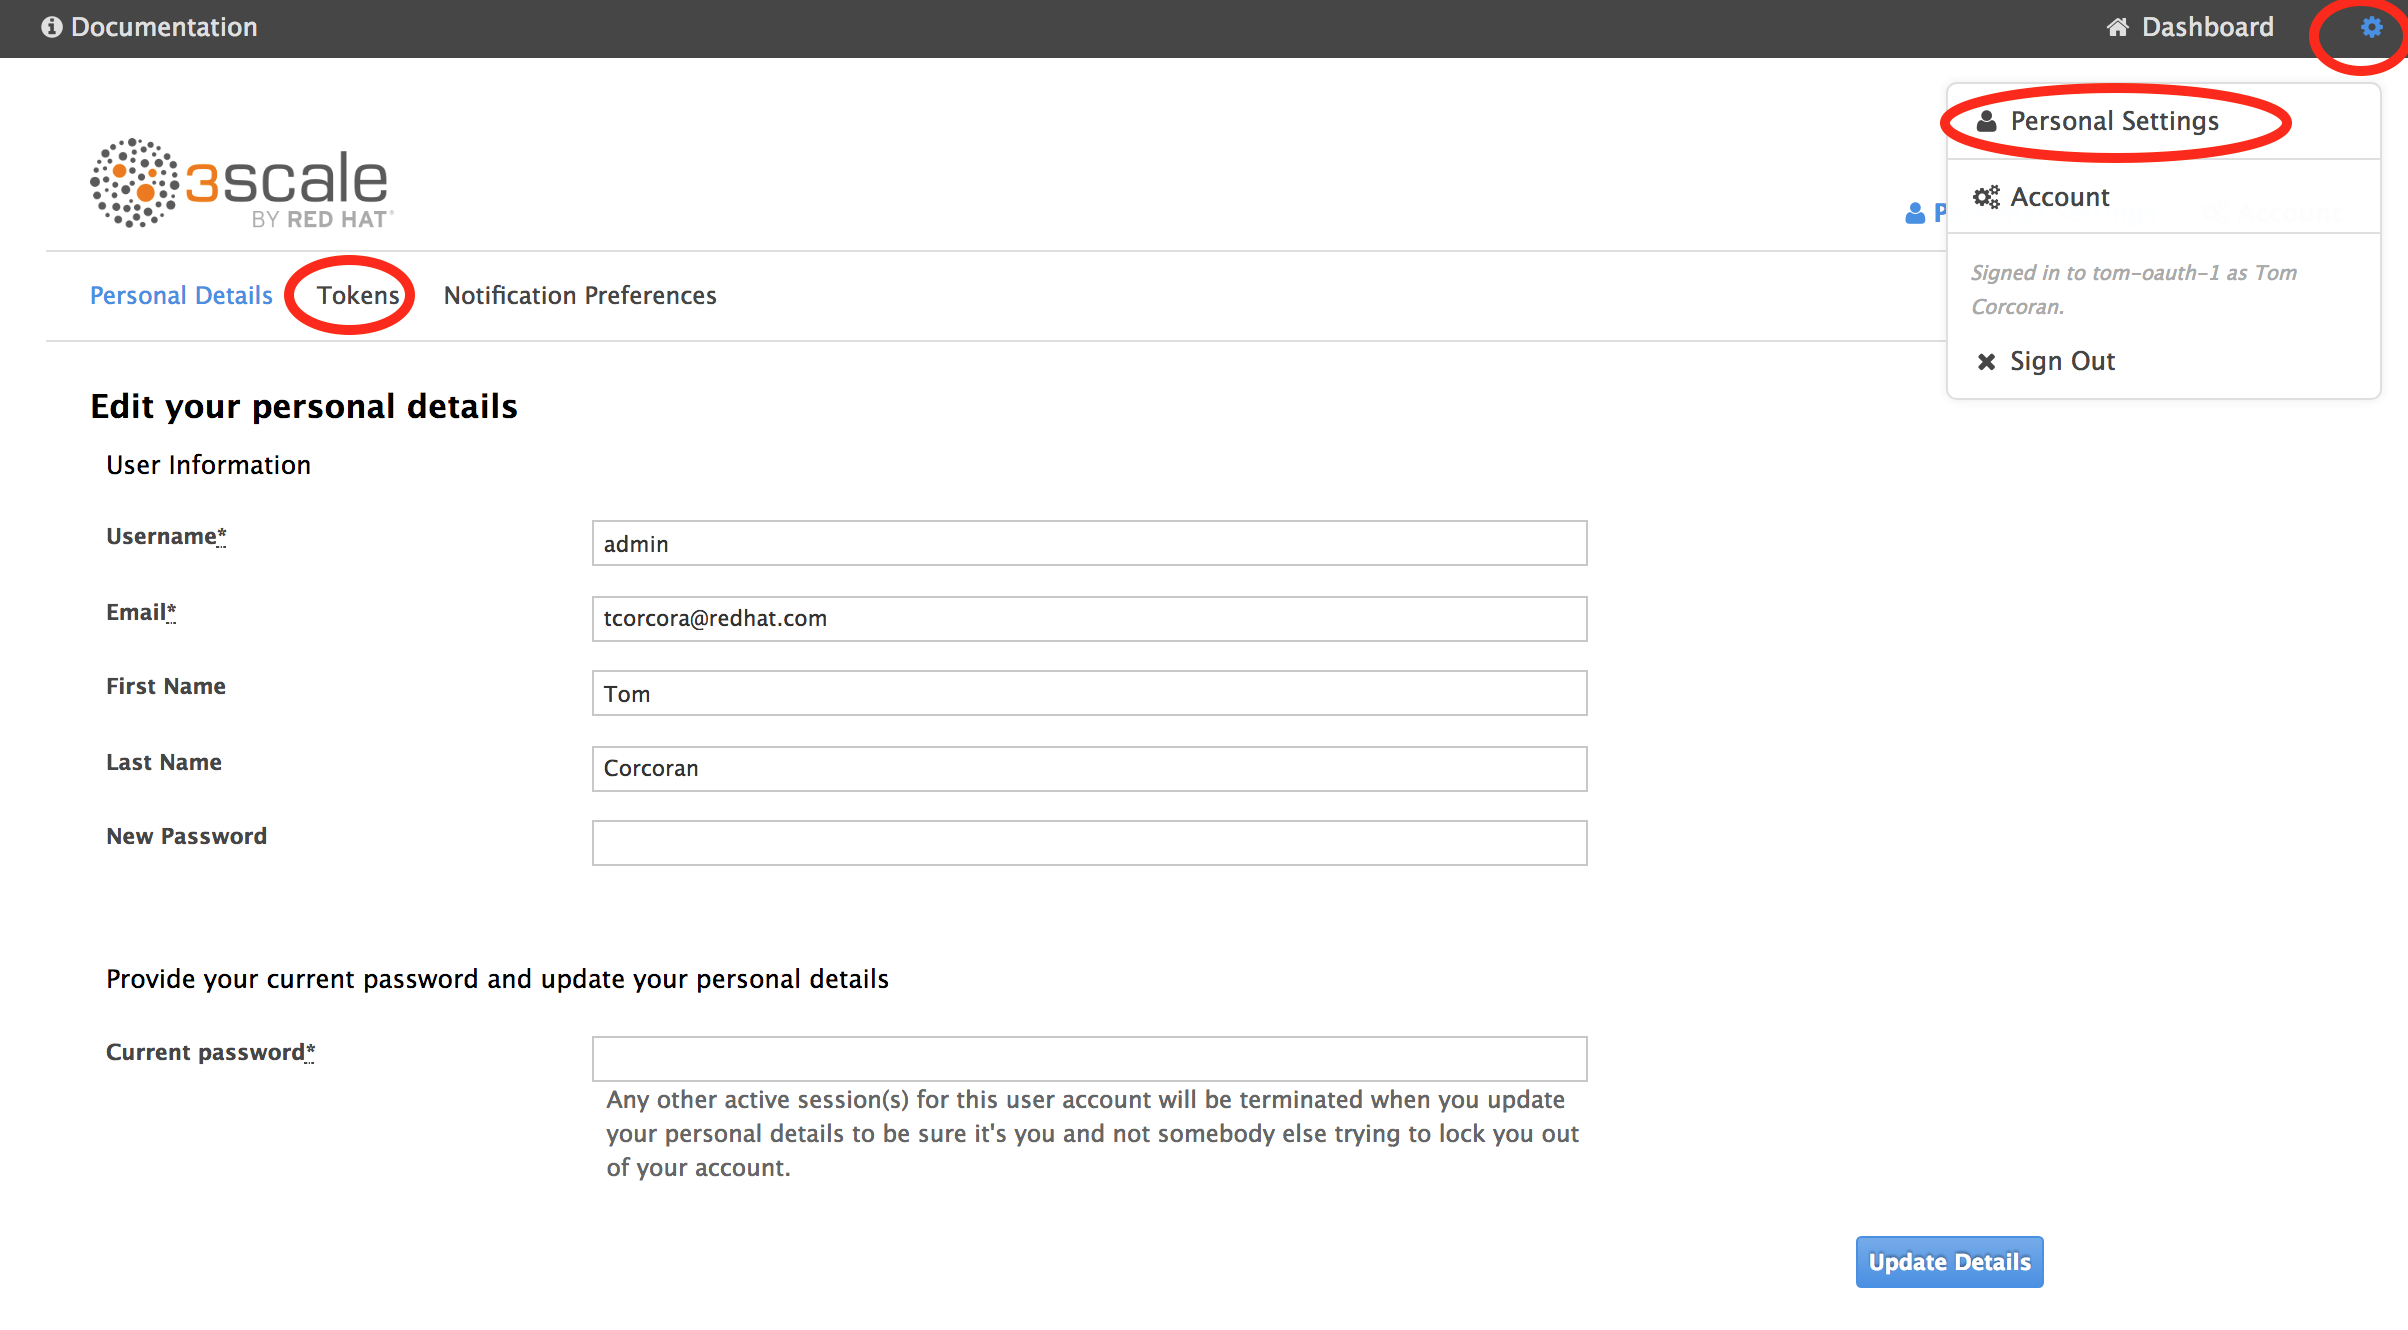 Documentation
Dashboard
Personal Settings
3scale
BY RED HAT®
Account
P
Personal Details
Tokens
Notification Preferences
Signed in to tom-oauth-1 as Tom
Corcoran.
Sign Out
Edit your personal details
User Information
Username*
admin
Email*
tcorcora@redhat.com
First Name
Tom
Last Name
Corcoran
New Password
Provide your current password and update your personal details
Current password*
Any other active session(s) for this user account will be terminated when you update
your personal details to be sure it's you and not somebody else trying to lock you out
of your account.
Update Details